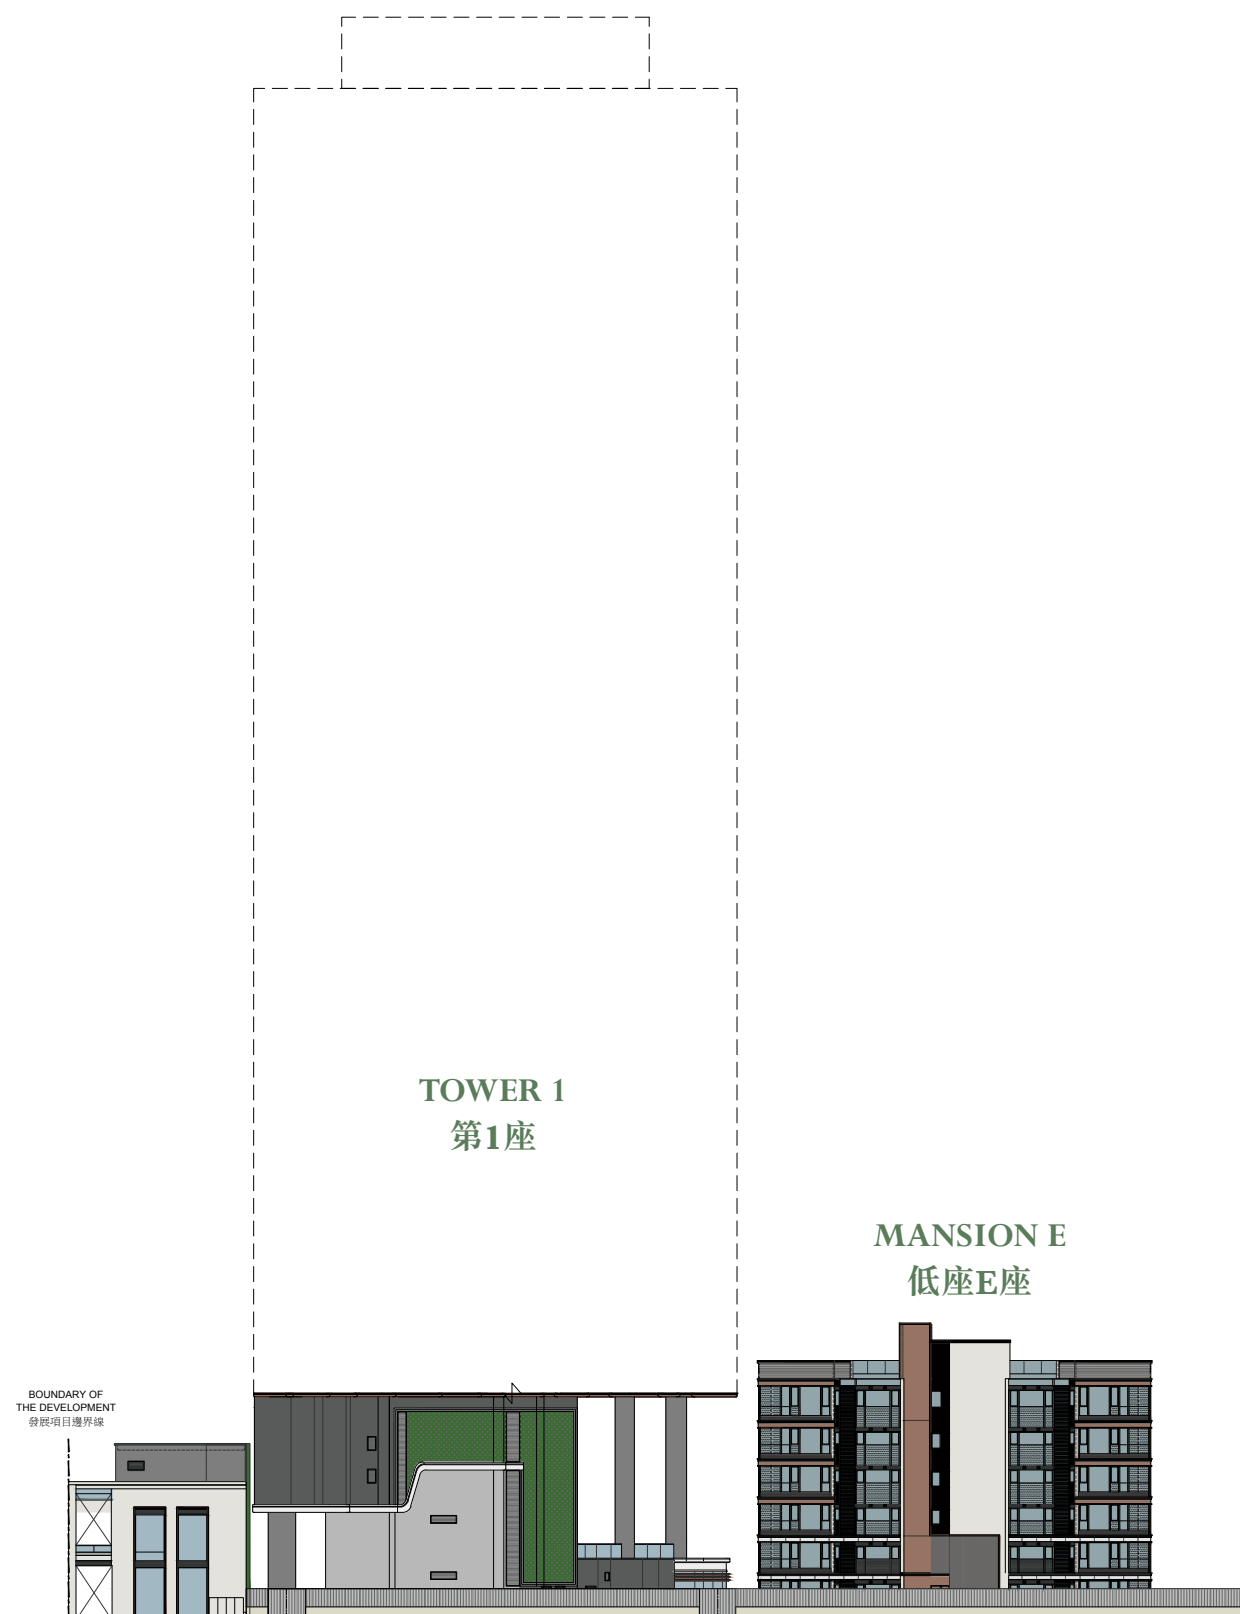 TOWER 1
第1座
MANSION E
低座E座
BOUNDARY OF
THE DEVELOPMENT
發展項目邊界線